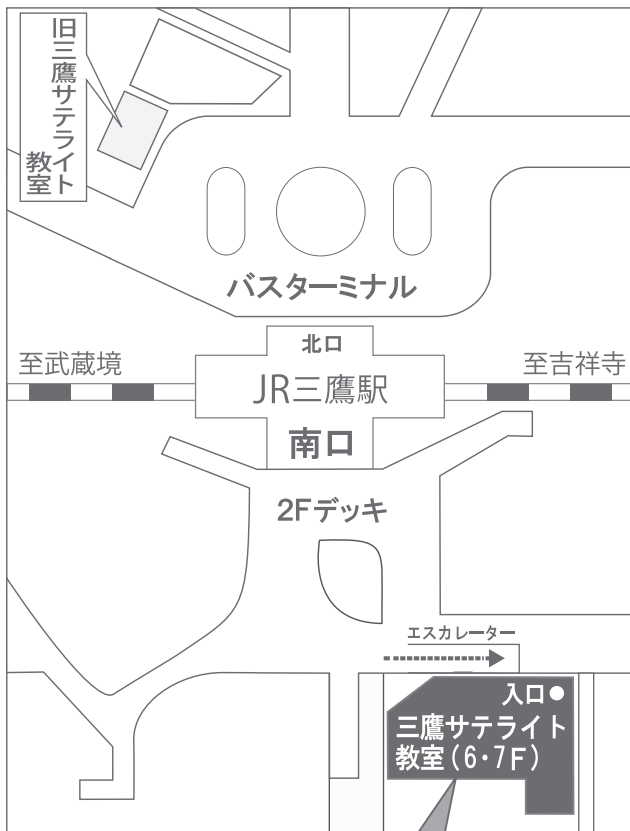 旧三鷹サテライト
教室
バスターミナル
北口
至武蔵境
JR三鷹駅
至吉祥寺
南口
2Fデッキ
エスカレーター
入口
三鷹サテライト
教室(6・7F)